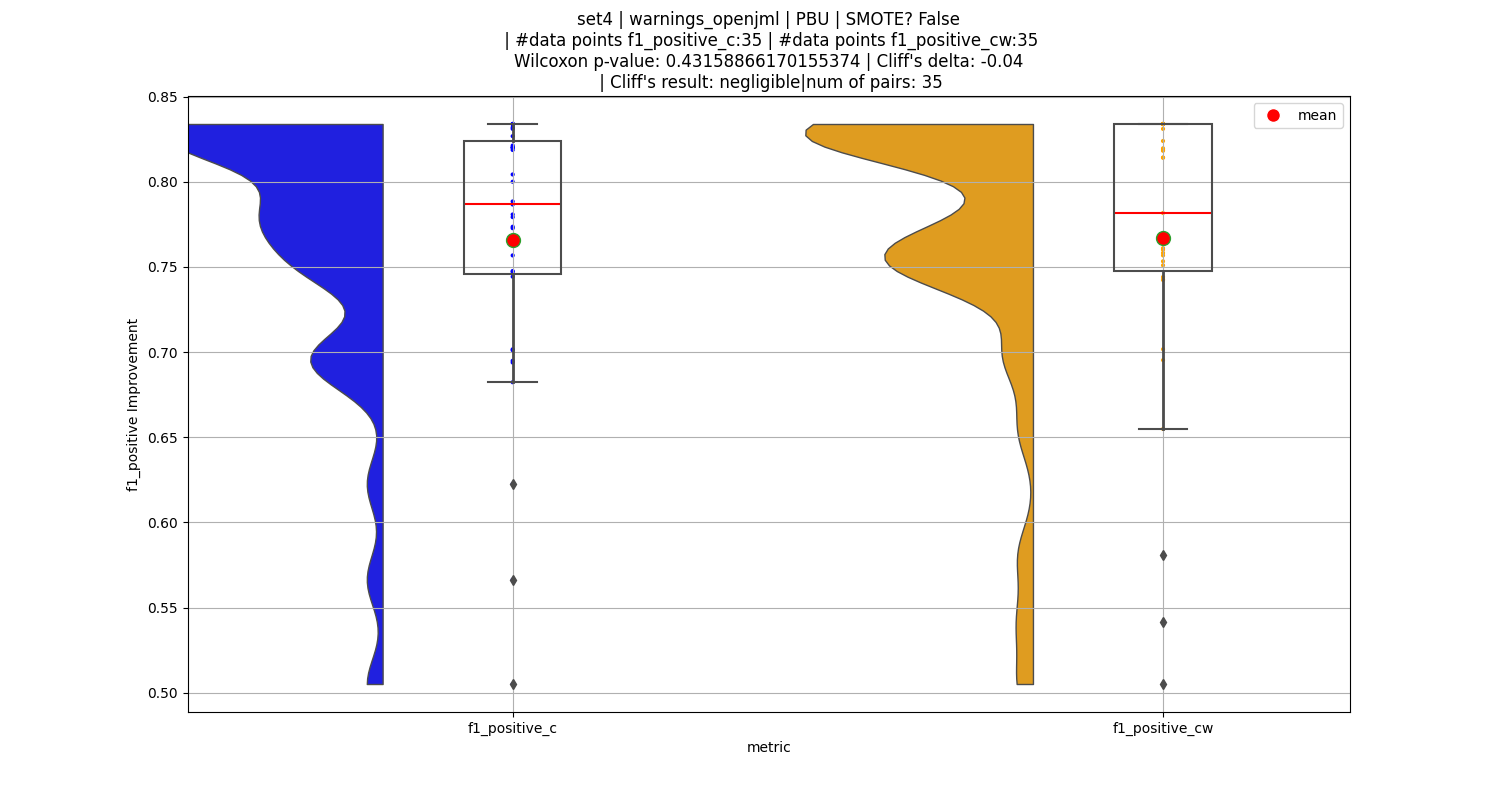 set4 | warnings_openjml | PBU | SMOTE? False
| #data points f1_positive_c:35 | #data points f1_positive_cw:35
Wilcoxon p-value: 0.43158866170155374 | Cliff's delta: -0.04
| Cliff's result: negligible|num of pairs: 35
0.85
mean
0.80
0.75
0.70
0.65
0.60
0.55
0.50
f1_positive Improvement
f1_positive_c
f1_positive_cw
metric